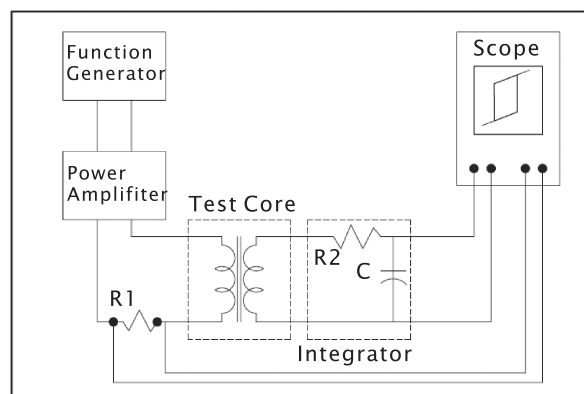 Function
Generator
Scope
Power
Amplifiter
Test Core
R2
C
R1
Integrator